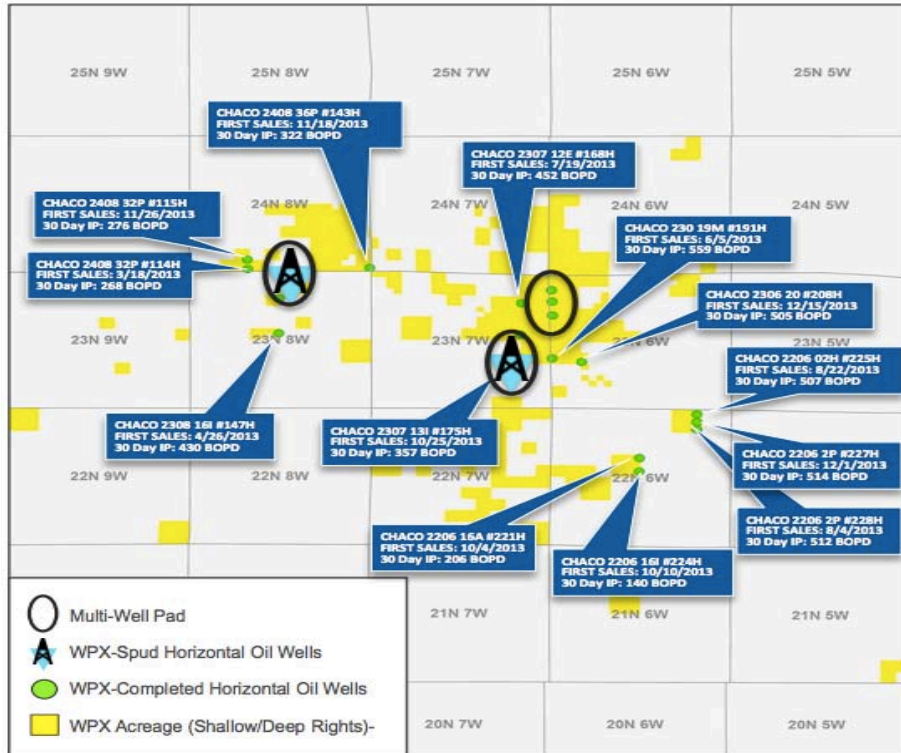 25N 9W
25N 8W
25N 7W
25N 6W
25N 5W
CHACO 2408 36P #143H
FIRST SALES: 11/18/2013
30 Day IP: 322 BOPD
CHACO 2307 12E #168H
FIRST SALES: 7/19/2013
30 Day IP: 452 BOPD
CHACO 2408 32P #115H
FIRST SALES: 11/26/2013
30 Day IP: 276 BOPD
24N 8W
24N 7W
24N 6W
CHACO 230 19M #191H
FIRST SALES: 6/5/2013
30 Day IP: 559 BOPD
CHACO 2408 32P #114H
FIRST SALES: 3/18/2013
30 Day IP: 268 BOPD
CHACO 2306 20 #208H
FIRST SALES: 12/15/2013
30 Day IP: 505 BOPD
23N 9W
23N 8W
23N 7W
22N 6W
23N 5W
CHACO 2206 02H #225H
FIRST SALES: 8/22/2013
30 Day IP: 507 BOPD
CHACO 2308 16I #147H
FIRST SALES: 4/26/2013
30 Day IP: 430 BOPD
CHACO 2307 13I #175H
FIRST SALES: 10/25/2013
30 Day IP: 357 BOPD
CHACO 2206 2P #227H
FIRST SALES: 12/1/2013
30 Day IP: 514 BOPD
22N 9W
22N 8W
22N 7W
22N 6W
CHACO 2206 2P #228H
FIRST SALES: 8/4/2013
30 Day IP: 512 BOPD
CHACO 2206 16A #221H
FIRST SALES: 10/4/2013
30 Day IP: 206 BOPD
CHACO 2206 16I #224H
FIRST SALES: 10/10/2013
30 Day IP: 140 BOPD
Multi-Well Pad
WPX-Spud Horizontal Oil Wells
WPX-Completed Horizontal Oil Wells
WPX Acreage (Shallow/Deep Rights)-
21N 7W
21N 6W
21N 5W
20N 7W
20N 6W
20N 5W